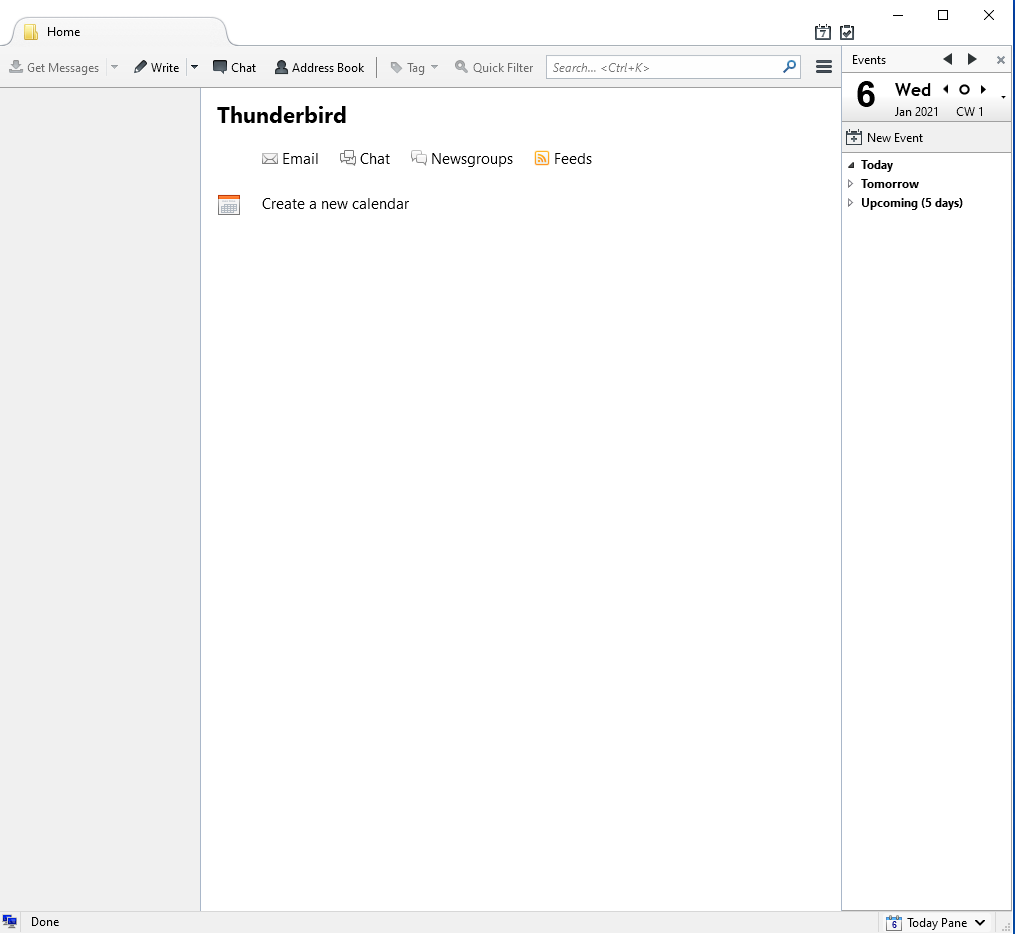 Home
7
Get Messages Write Chat Address Book Tag Quick Filter Search... <Ctrl+K>
Events
6 Wed
Jan 2021 CW 1
New Event
Today
Tomorrow
Upcoming (5 days)
Thunderbird
Email Chat Newsgroups Feeds
Create a new calendar
Done
6 Today Pane